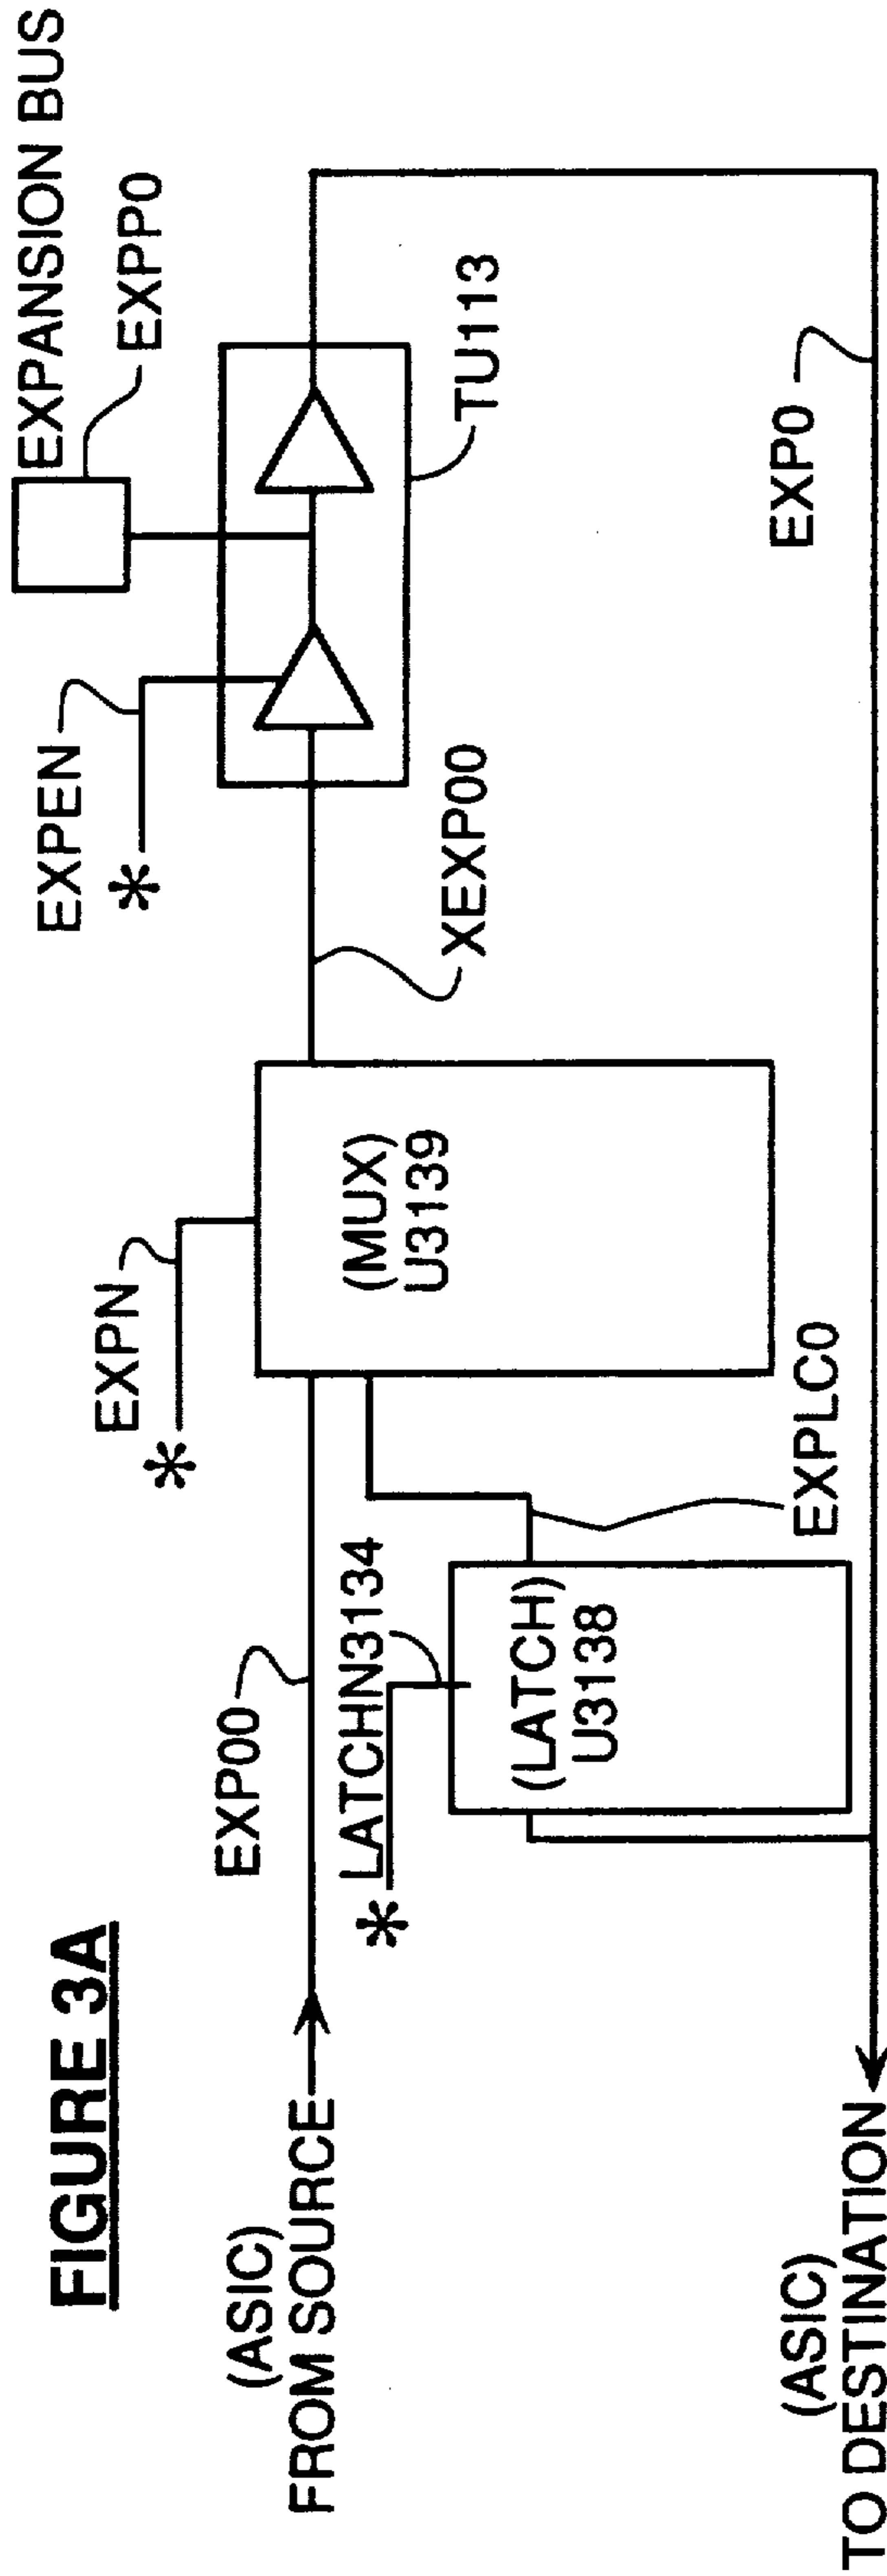 FIGURE 3A
EXPANSION BUS
EXPP0
EXPEN
*
TU113
EXPN
*
XEXP00
(MUX)
U3139
EXP00
(ASIC)
FROM SOURCE
LATCHN3134
*
(LATCH)
U3138
EXPLC0
EXP0
(ASIC)
TO DESTINATION